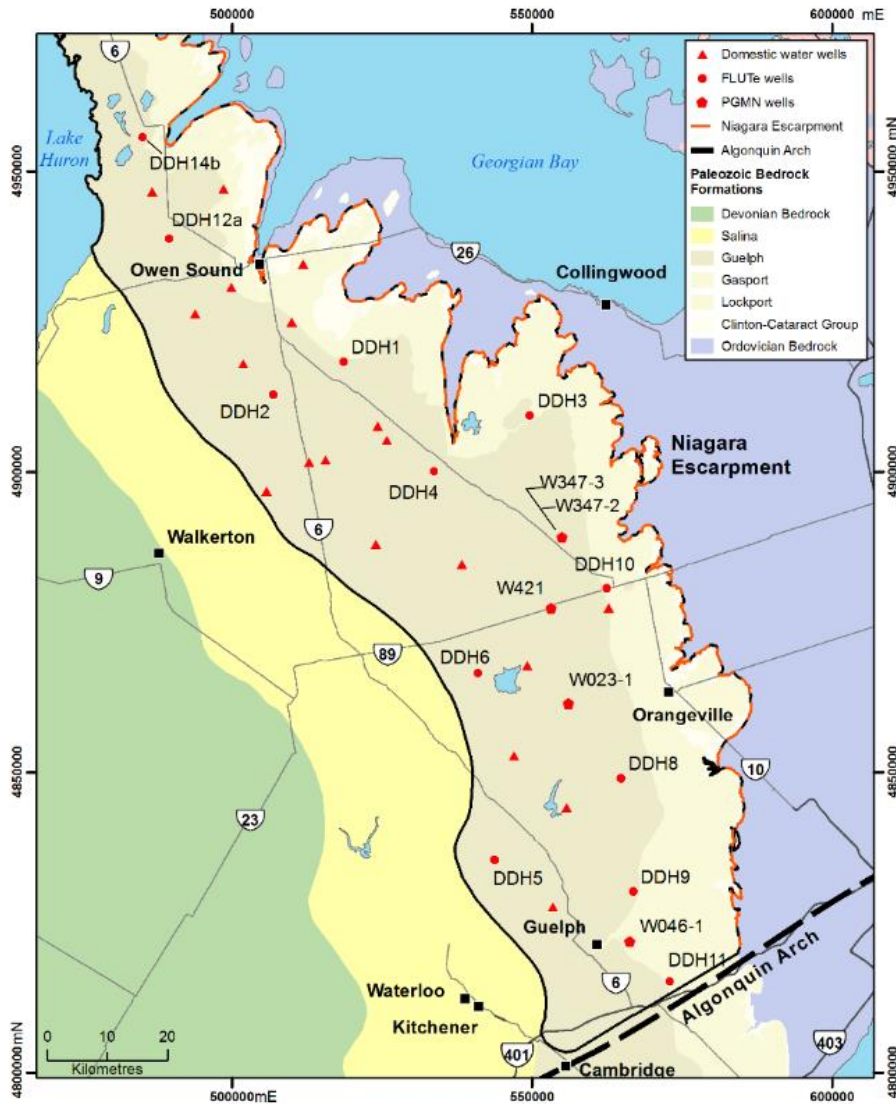 500000
550000
600000 mE
6
Domestic water wells
FLUTe wells
PGMN wells
Niagara Escarpment
Algonquin Arch
Paleozoic Bedrock
Formations
Devonian Bedrock
Salina
Guelph
Gasport
Lockport
Clinton-Cataract Group
Ordovician Bedrock
Lake
Huron
Georgian Bay
4950000
4950000 mN
DDH14b
DDH12a
26
Owen Sound
Collingwood
DDH1
DDH2
DDH3
Niagara
Escarpment
DDH4
4900000
4900000
W347-3
W347-2
6
Walkerton
9
DDH10
W421
89
DDH6
W023-1
Orangeville
10
4850000
4850000
DDH8
23
DDH5
DDH9
Guelph
W046-1
DDH11
6
Algonquin Arch
Waterloo
Kitchener
0 10 20
Kilometres
401
403
Cambridge
4800000mN
4800000
500000mE
550000
600000